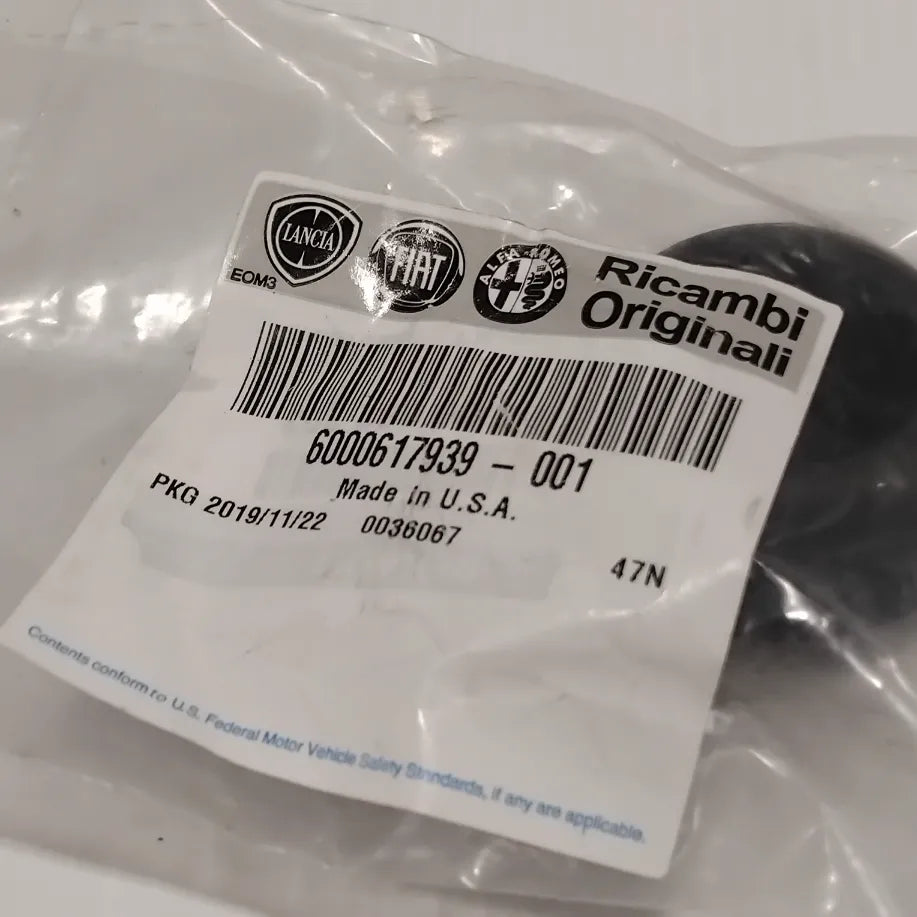 LANCIA
FIAT
ALFA ROMEO
Ricambi
Originali
EOM3
6000617939 - 001
Made in U.S.A.
PKG 2019/11/22 0036067
47N
Contents conform to U.S. Federal Motor Vehicle Safety Standards, if any are applicable.